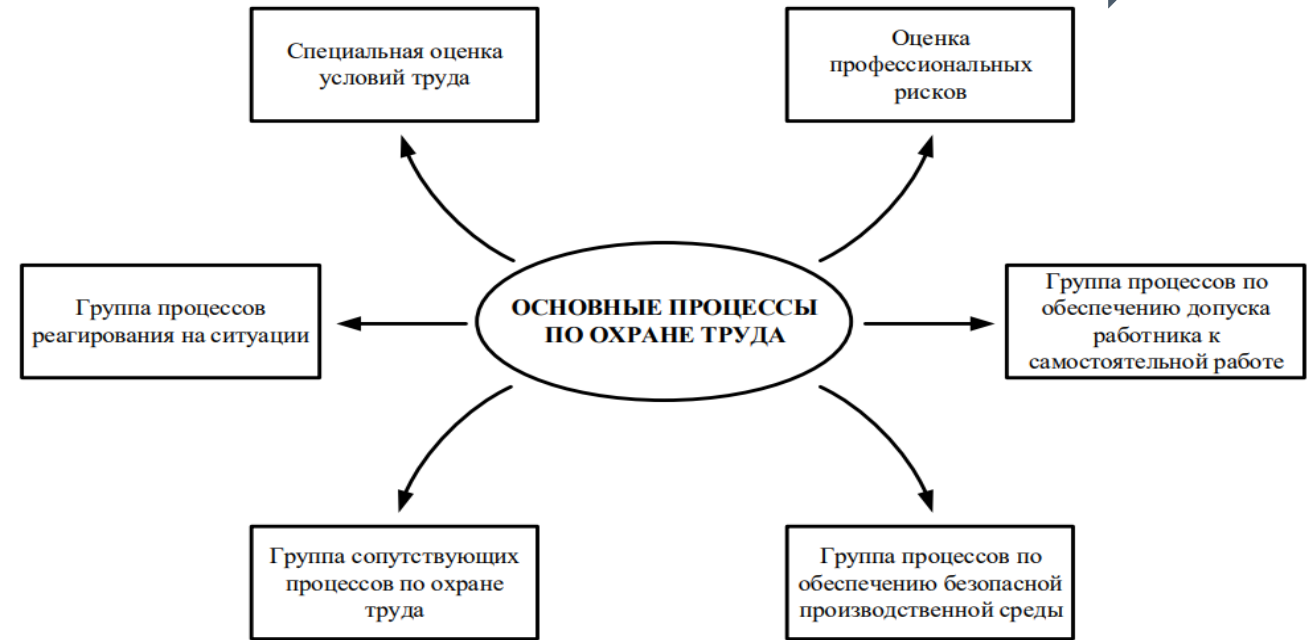 Специальная оценка
условий труда
Оценка
профессиональных
рисков
Группа процессов
реагирования на ситуации
ОСНОВНЫЕ ПРОЦЕССЫ
ПО ОХРАНЕ ТРУДА
Группа процессов по
обеспечению допуска
работника к
самостоятельной работе
Группа сопутствующих
процессов по охране
труда
Группа процессов по
обеспечению безопасной
производственной среды